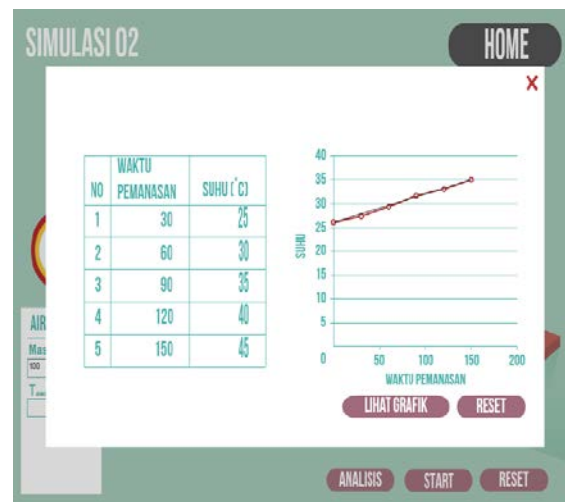 SIMULASI 02
HOME
X
NO WAKTU PEMANASAN SUHU (°C)
1 30 25
2 60 30
3 90 35
4 120 40
5 150 45
40
35
30
25
20
15
10
5
SUHU
0 50 100 150 200
WAKTU PEMANASAN
LIHAT GRAFIK RESET
AIR
Mas
100
ANALISIS START RESET